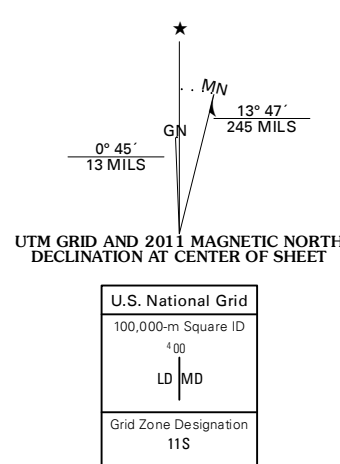 ★
MN
GN
13° 47´
245 MILS
0° 45´
13 MILS
UTM GRID AND 2011 MAGNETIC NORTH
DECLINATION AT CENTER OF SHEET
U.S. National Grid
100,000-m Square ID
⁴00
LD MD
Grid Zone Designation
11S